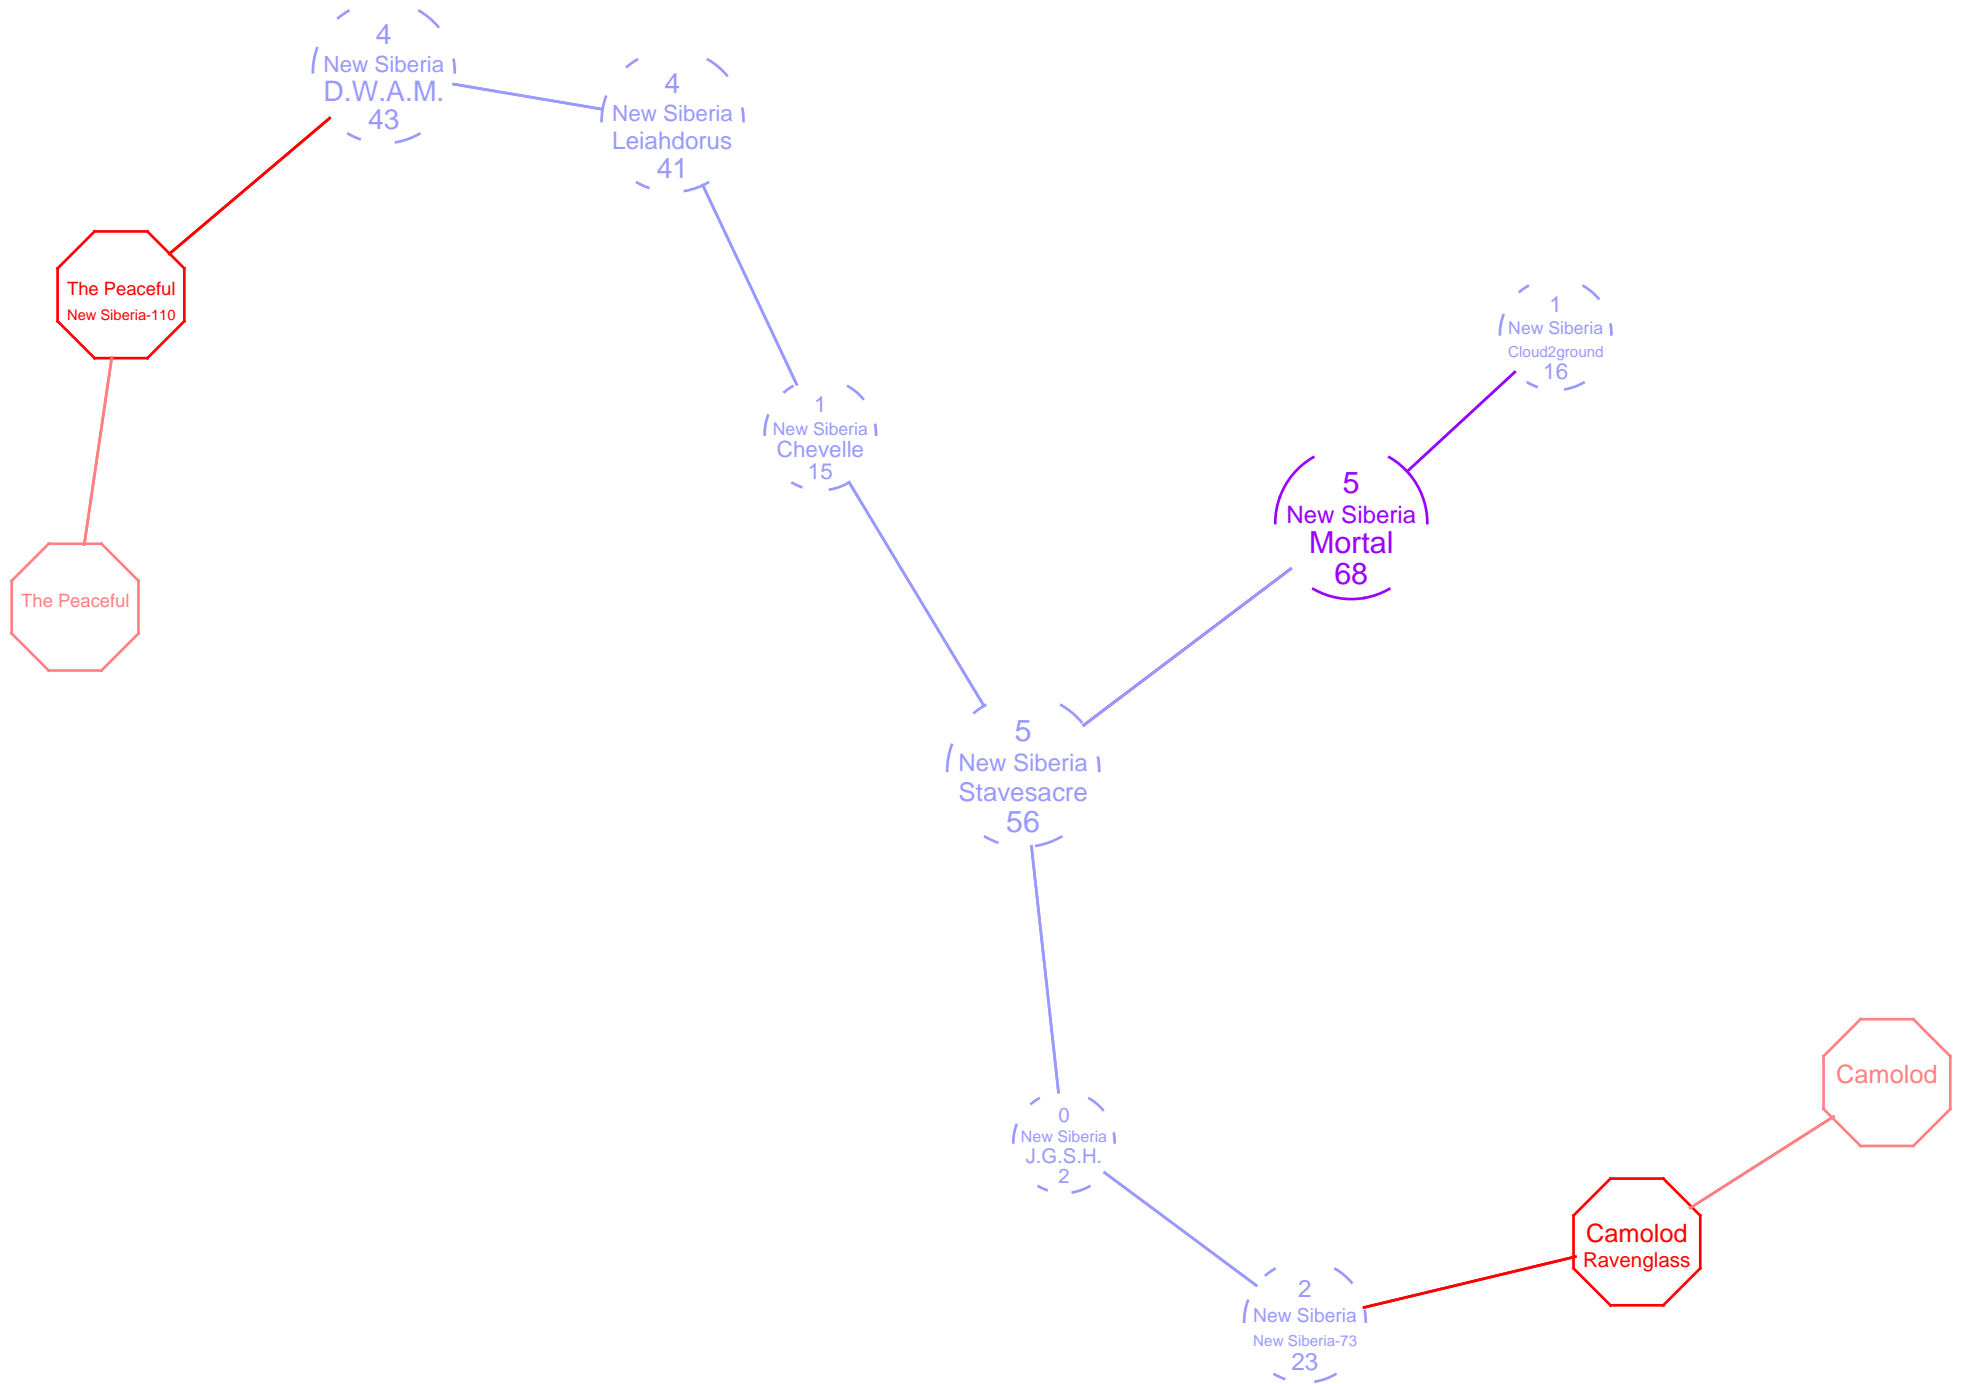 4
New Siberia
D.W.A.M.
43
4
New Siberia
Leiahdorus
41
The Peaceful
New Siberia-110
1
New Siberia
Cloud2ground
16
1
New Siberia
Chevelle
15
5
New Siberia
Mortal
68
The Peaceful
5
New Siberia
Stavesacre
56
Camolod
0
New Siberia
J.G.S.H.
2
Camolod
Ravenglass
2
New Siberia
New Siberia-73
23